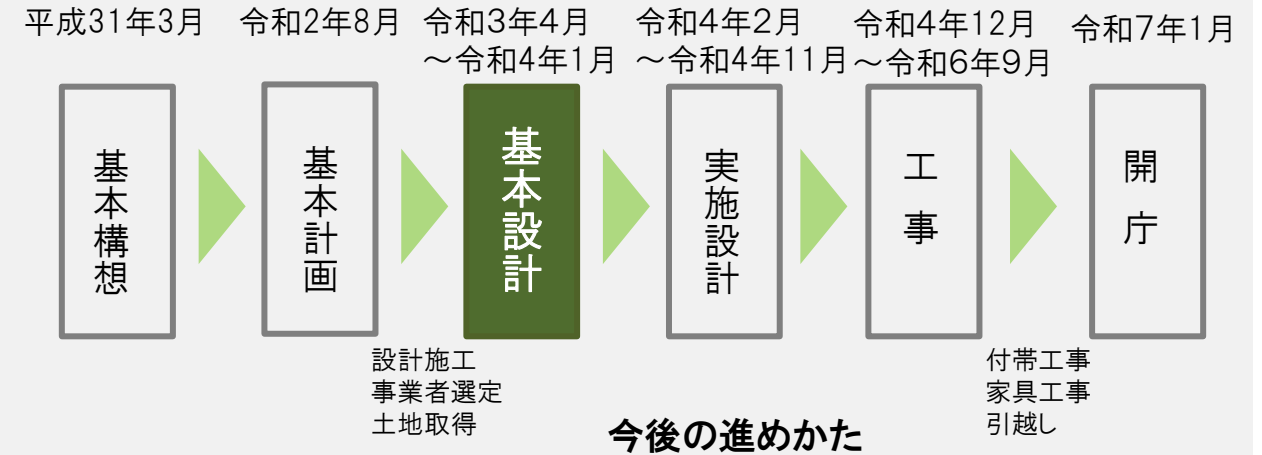 平成31年3月
令和2年8月
令和3年4月
～令和4年1月
令和4年2月
～令和4年11月
令和4年12月
～令和6年9月
令和7年1月
基本構想
基本計画
基本設計
実施設計
工事
開庁
設計施工
事業者選定
土地取得
付帯工事
家具工事
引越し
今後の進めかた